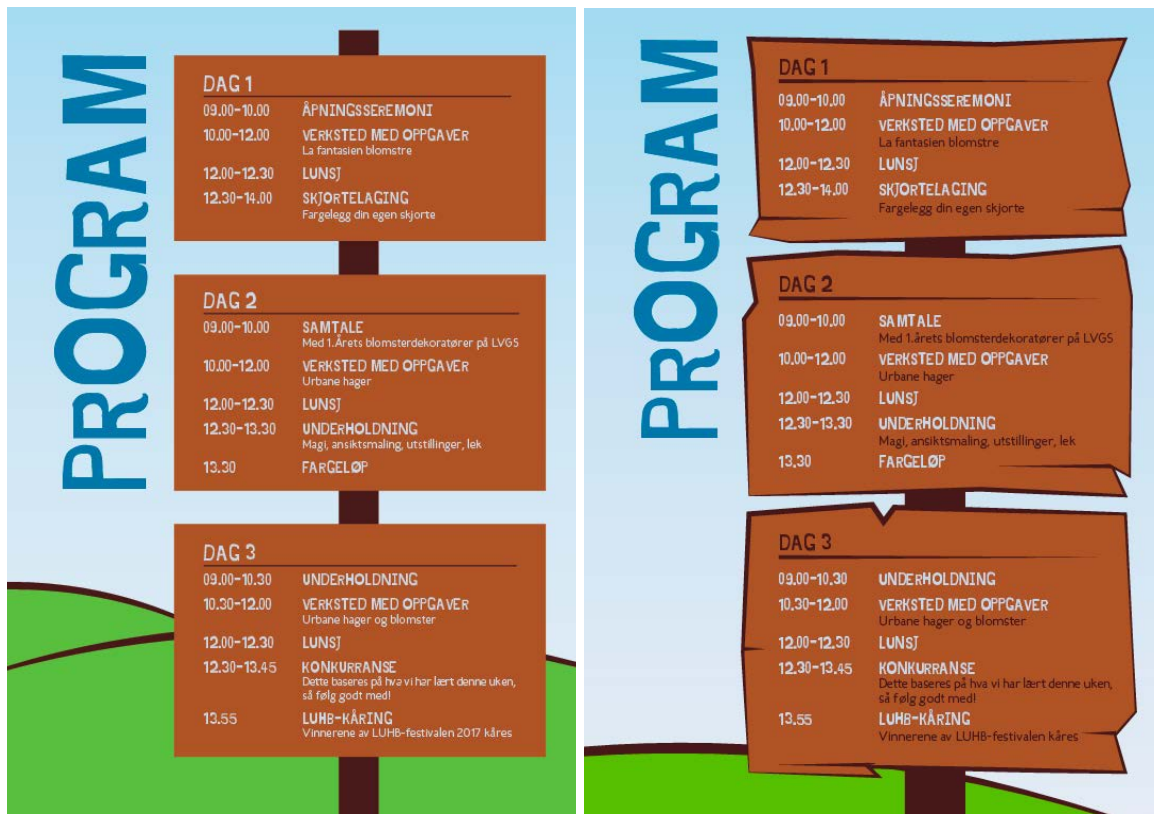 PROGRAM
DAG 1
09.00-10.00 ÅPNINGSSEREMONI
10.00-12.00 VERKSTED MED OPPGAVER
La fantasien blomstre
12.00-12.30 LUNSJ
12.30-14.00 SKJORTELAGING
Fargelegg din egen skjorte
DAG 2
09.00-10.00 SAMTALE
Med 1.Årets blomsterdekoratører på LVGS
10.00-12.00 VERKSTED MED OPPGAVER
Urbane hager
12.00-12.30 LUNSJ
12.30-13.30 UNDERHOLDNING
Magi, ansiktsmaling, utstillinger, lek
13.30 FARGELØP
DAG 3
09.00-10.30 UNDERHOLDNING
10.30-12.00 VERKSTED MED OPPGAVER
Urbane hager og blomster
12.00-12.30 LUNSJ
12.30-13.45 KONKURRANSE
Dette baseres på hva vi har lært denne uken,
så følg godt med!
13.55 LUHB-KÅRING
Vinnerene av LUHB-festivalen 2017 kåres
PROGRAM
DAG 1
09.00-10.00 ÅPNINGSSEREMONI
10.00-12.00 VERKSTED MED OPPGAVER
La fantasien blomstre
12.00-12.30 LUNSJ
12.30-14.00 SKJORTELAGING
Fargelegg din egen skjorte
DAG 2
09.00-10.00 SAMTALE
Med 1.årets blomsterdekoratører på LVGS
10.00-12.00 VERKSTED MED OPPGAVER
Urbane hager
12.00-12.30 LUNSJ
12.30-13.30 UNDERHOLDNING
Magi, ansiktsmaling, utstillinger, lek
13.30 FARGELØP
DAG 3
09.00-10.30 UNDERHOLDNING
10.30-12.00 VERKSTED MED OPPGAVER
Urbane hager og blomster
12.00-12.30 LUNSJ
12.30-13.45 KONKURRANSE
Dette baseres på hva vi har lært denne uken,
så følg godt med!
13.55 LUHB-KÅRING
Vinnerene av LUHB-festivalen kåres